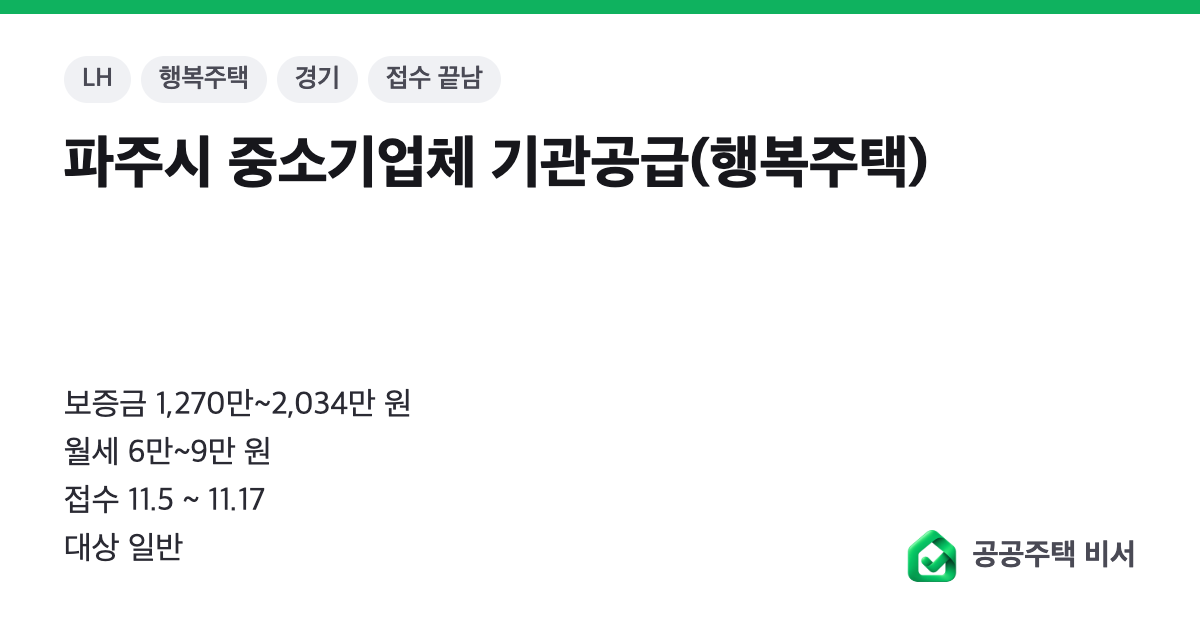 LH 행복주택 경기 접수 끝남
파주시 중소기업체 기관공급(행복주택)
보증금 1,270만~2,034만 원
월세 6만~9만 원
접수 11.5 ~ 11.17
대상 일반
공공주택 비서